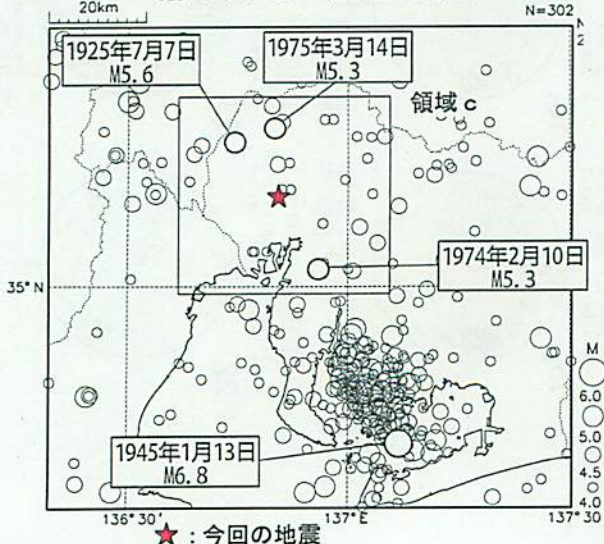 20km
N=302
1925年7月7日
M5.6
1975年3月14日
M5.3
領域 c
1974年2月10日
M5.3
35° N
1945年1月13日
M6.8
M
6.0
5.0
4.5
4.0
136° 30'
137° E
137° 30'
★ : 今回の地震